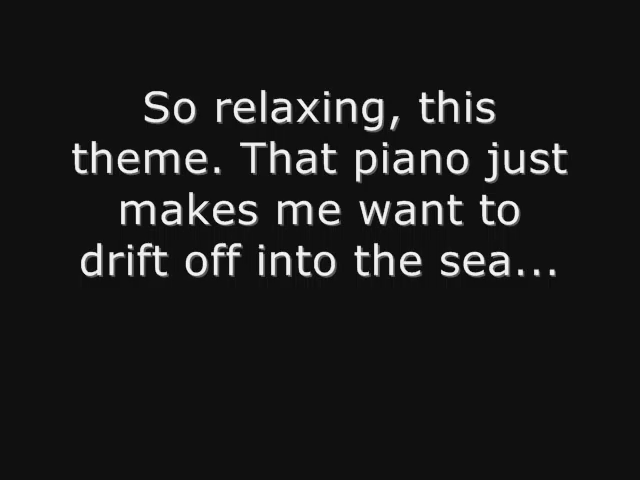 So relaxing, this
theme. That piano just
makes me want to
drift off into the sea...